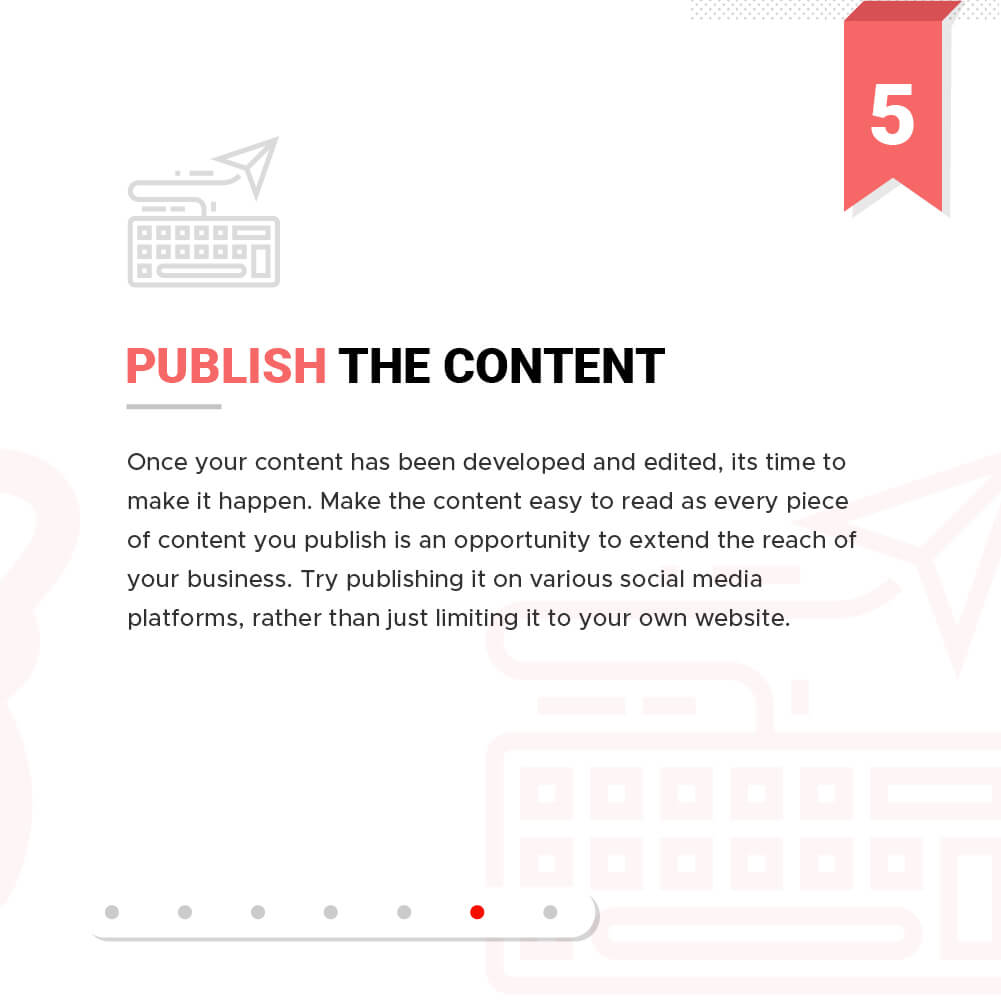 5
PUBLISH THE CONTENT
Once your content has been developed and edited, its time to
make it happen. Make the content easy to read as every piece
of content you publish is an opportunity to extend the reach of
your business. Try publishing it on various social media
platforms, rather than just limiting it to your own website.